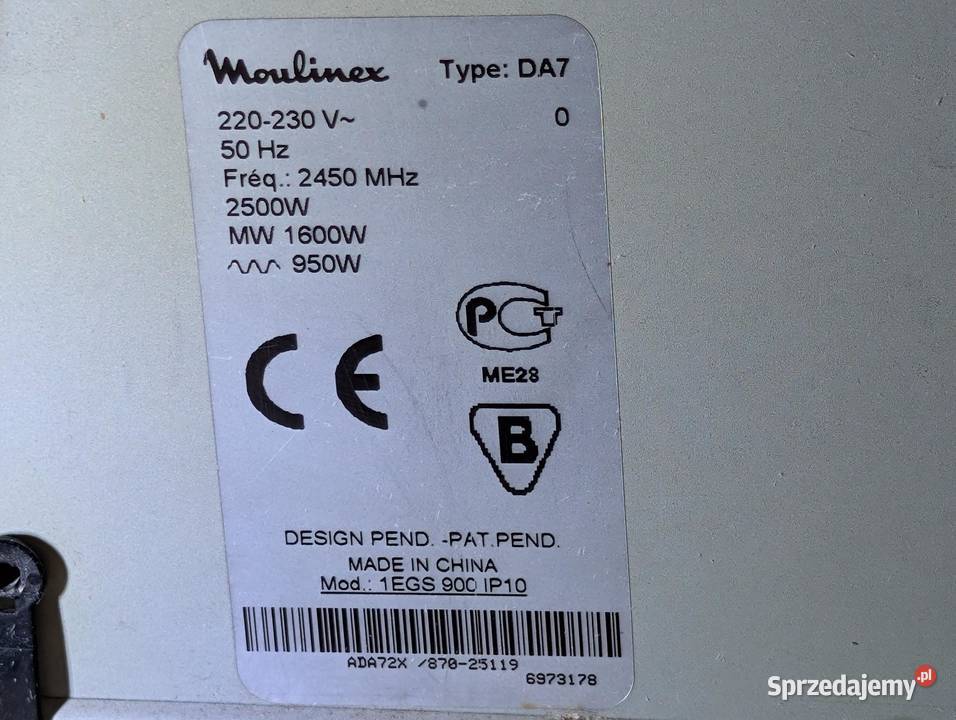 Moulinex Type: DA7
220-230 V~ 0
50 Hz
Fréq.: 2450 MHz
2500W
MW 1600W
950W
PCT
ME28
CE
B
DESIGN PEND. -PAT.PEND.
MADE IN CHINA
Mod.: 1EGS 900 IP10
ADA72X /870-25119
6973178
Sprzedajemy.pl